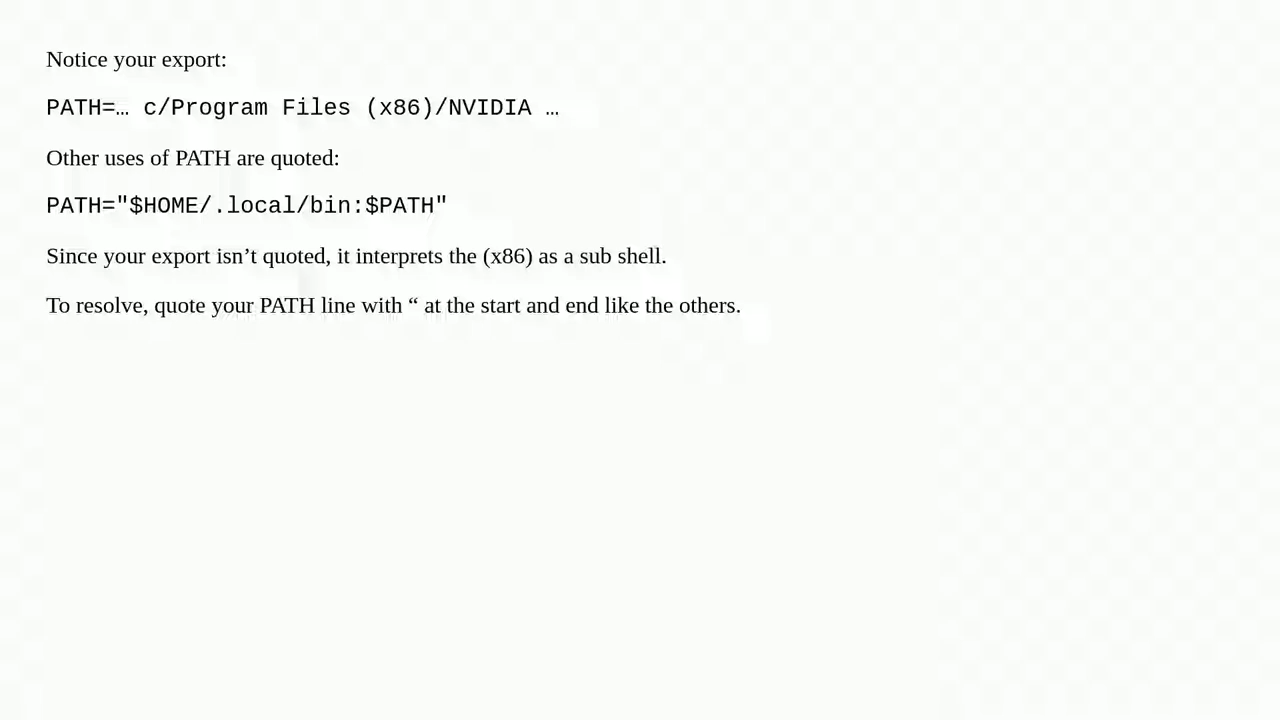 Notice your export:
PATH=… c/Program Files (x86)/NVIDIA …
Other uses of PATH are quoted:
PATH="$HOME/.local/bin:$PATH"
Since your export isn’t quoted, it interprets the (x86) as a sub shell.
To resolve, quote your PATH line with “ at the start and end like the others.